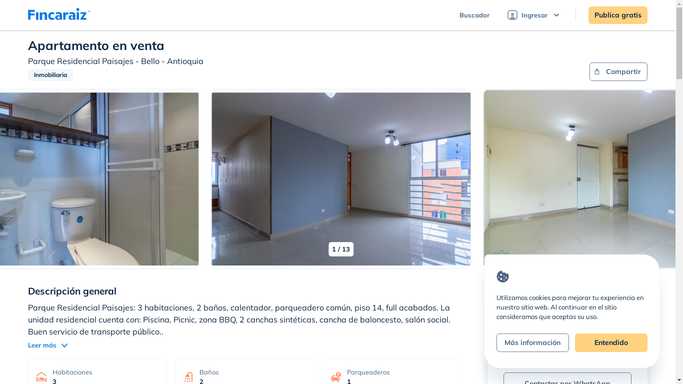 Fincaraiz
Buscador
Ingresar
Publica gratis
Apartamento en venta
Parque Residencial Paisajes - Bello - Antioquia
Inmobiliaria
Compartir
1 / 13
Descripción general
Parque Residencial Paisajes: 3 habitaciones, 2 baños, calentador, parqueadero común, piso 14, full acabados. La
unidad residencial cuenta con: Piscina, Picnic, zona BBQ, 2 canchas sintéticas, cancha de baloncesto, salón social.
Buen servicio de transporte público..
Leer más
Habitaciones
3
Baños
2
Parqueaderos
1
Utilizamos cookies para mejorar tu experiencia en
nuestro sitio web. Al continuar en el sitio
consideramos que aceptas su uso.
Más información
Entendido
Contactar por WhatsApp